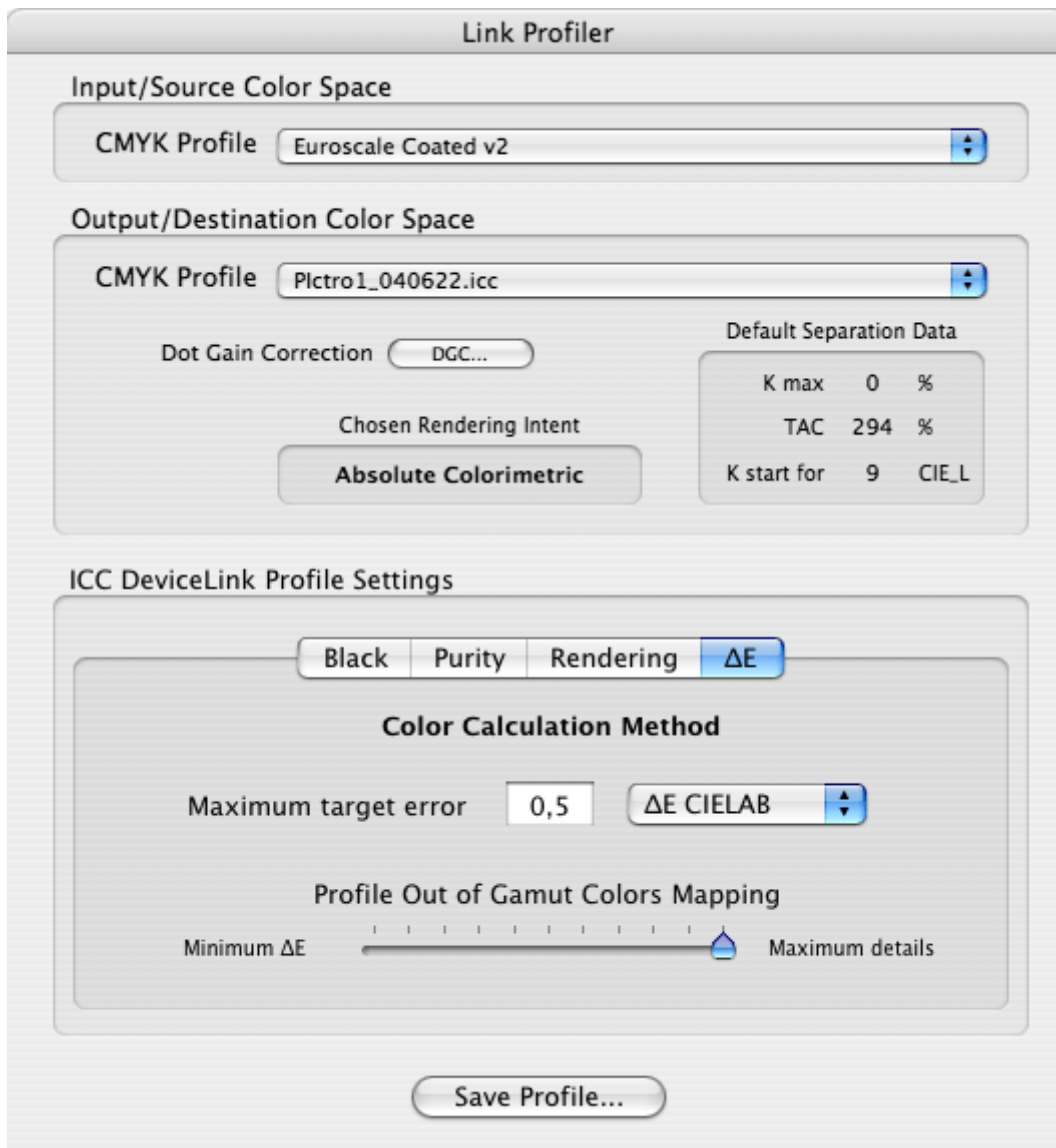 Link Profiler
Input/Source Color Space
CMYK Profile Euroscale Coated v2
Output/Destination Color Space
CMYK Profile PIctro1_040622.icc
Default Separation Data
Dot Gain Correction DGC...
K max 0 %
Chosen Rendering Intent
TAC 294 %
Absolute Colorimetric
K start for 9 CIE_L
ICC DeviceLink Profile Settings
Black Purity Rendering ΔE
Color Calculation Method
Maximum target error 0,5 ΔE CIELAB
Profile Out of Gamut Colors Mapping
Minimum ΔE Maximum details
Save Profile...